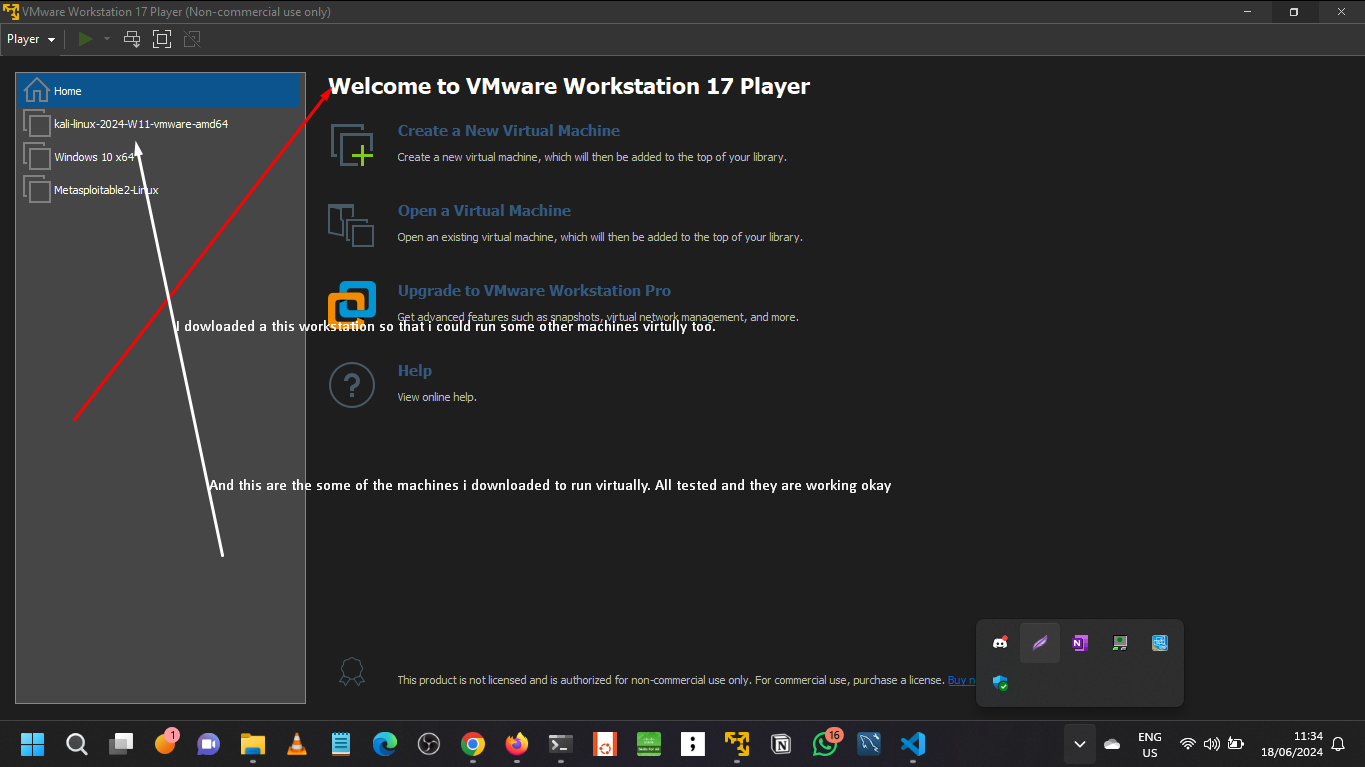 VMware Workstation 17 Player (Non-commercial use only)
Player
Home
kali-linux-2024-W11-vmware-amd64
Windows 10 x64
Metasploitable2-Linux
Welcome to VMware Workstation 17 Player
Create a New Virtual Machine
Create a new virtual machine, which will then be added to the top of your library.
Open a Virtual Machine
Open an existing virtual machine, which will then be added to the top of your library.
Upgrade to VMware Workstation Pro
Get advanced features such as snapshots, virtual network management, and more.
I dowloaded a this workstation so that i could run some other machines virtully too.
Help
View online help.
And this are the some of the machines i downloaded to run virtually. All tested and they are working okay
This product is not licensed and is authorized for non-commercial use only. For commercial use, purchase a license. Buy n
1
16
ENG
US
11:34
18/06/2024